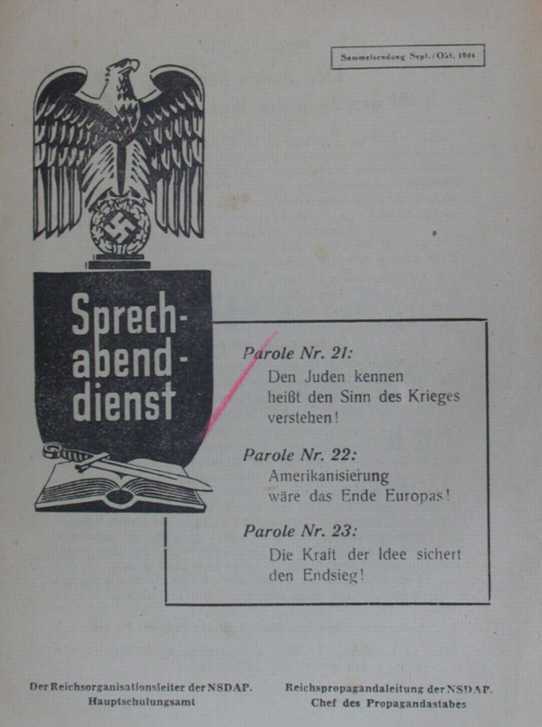 Sammelsendung Sept./Okt. 1944
Sprech-
abend-
dienst
Parole Nr. 21:
Den Juden kennen
heißt den Sinn des Krieges
verstehen!
Parole Nr. 22:
Amerikanisierung
wäre das Ende Europas!
Parole Nr. 23:
Die Kraft der Idee sichert
den Endsieg!
Der Reichsorganisationsleiter der NSDAP.
Hauptschulungsamt
Reichspropagandaleitung der NSDAP.
Chef des Propagandastabes